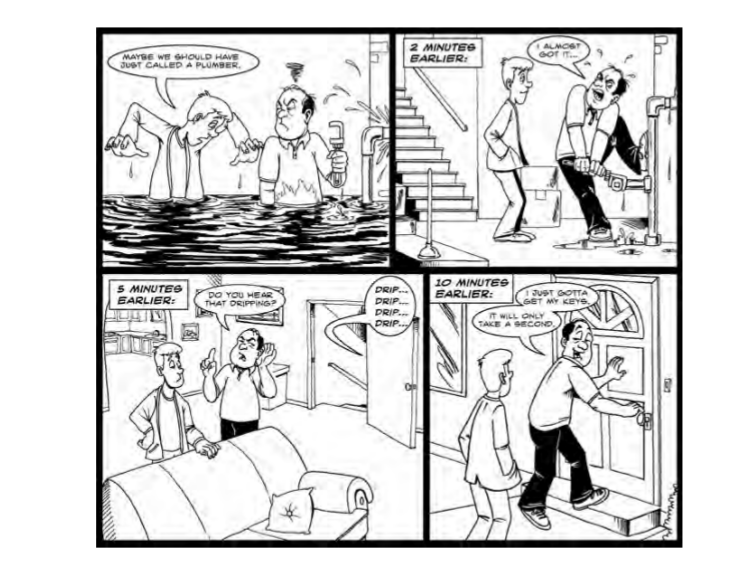 MAYBE WE SHOULD HAVE
JUST CALLED A PLUMBER.
2 MINUTES
EARLIER:
I ALMOST
GOT IT...
5 MINUTES
EARLIER:
DO YOU HEAR
THAT DRIPPING?
DRIP...
DRIP...
DRIP...
DRIP...
10 MINUTES
EARLIER:
I JUST GOTTA
GET MY KEYS.
IT WILL ONLY
TAKE A SECOND.